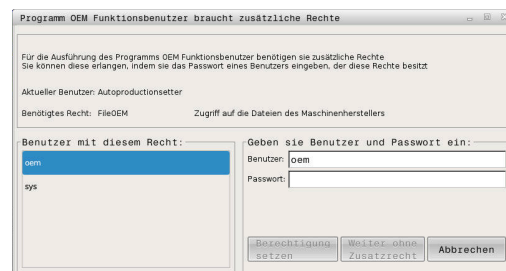 Programm OEM Funktionsbenutzer braucht zusätzliche Rechte
Für die Ausführung des Programms OEM Funktionsbenutzer benötigen sie zusätzliche Rechte
Sie können diese erlangen, indem sie das Passwort eines Benutzers eingeben, der diese Rechte besitzt
Aktueller Benutzer: Autoproductionsetter
Benötigtes Recht: FileOEM Zugriff auf die Dateien des Maschinenherstellers
Benutzer mit diesem Recht:
oem
sys
Geben sie Benutzer und Passwort ein:
Benutzer: oem
Passwort:
Berechtigung setzen
Weiter ohne Zusatzrecht
Abbrechen